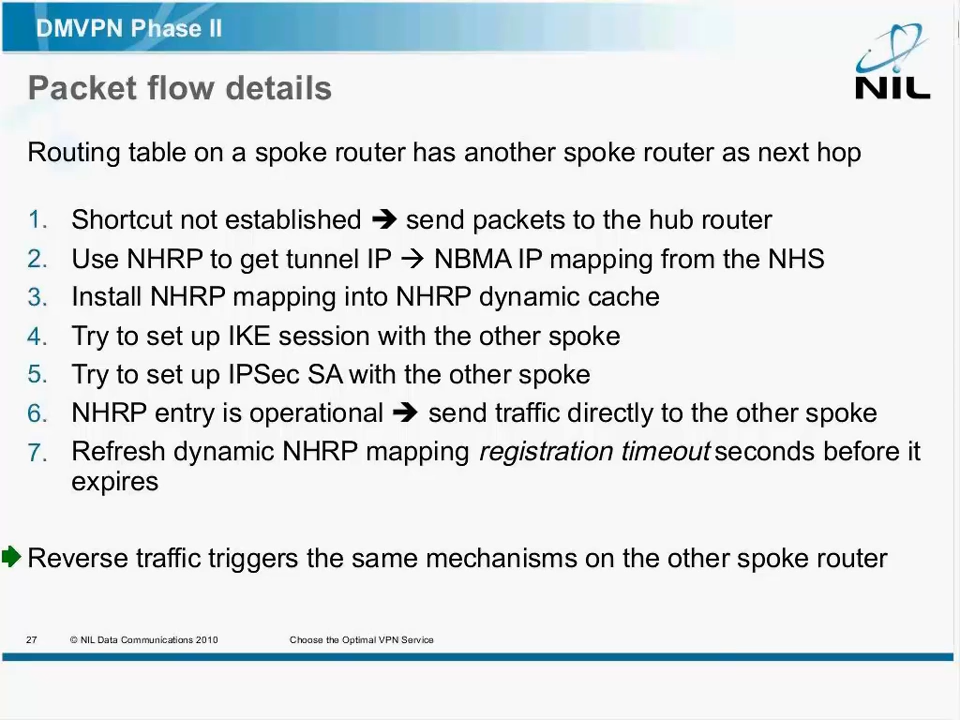 DMVPN Phase II
NIL
Packet flow details
Routing table on a spoke router has another spoke router as next hop
1. Shortcut not established ➔ send packets to the hub router
2. Use NHRP to get tunnel IP → NBMA IP mapping from the NHS
3. Install NHRP mapping into NHRP dynamic cache
4. Try to set up IKE session with the other spoke
5. Try to set up IPSec SA with the other spoke
6. NHRP entry is operational ➔ send traffic directly to the other spoke
7. Refresh dynamic NHRP mapping registration timeout seconds before it
expires
Reverse traffic triggers the same mechanisms on the other spoke router
27 © NIL Data Communications 2010 Choose the Optimal VPN Service